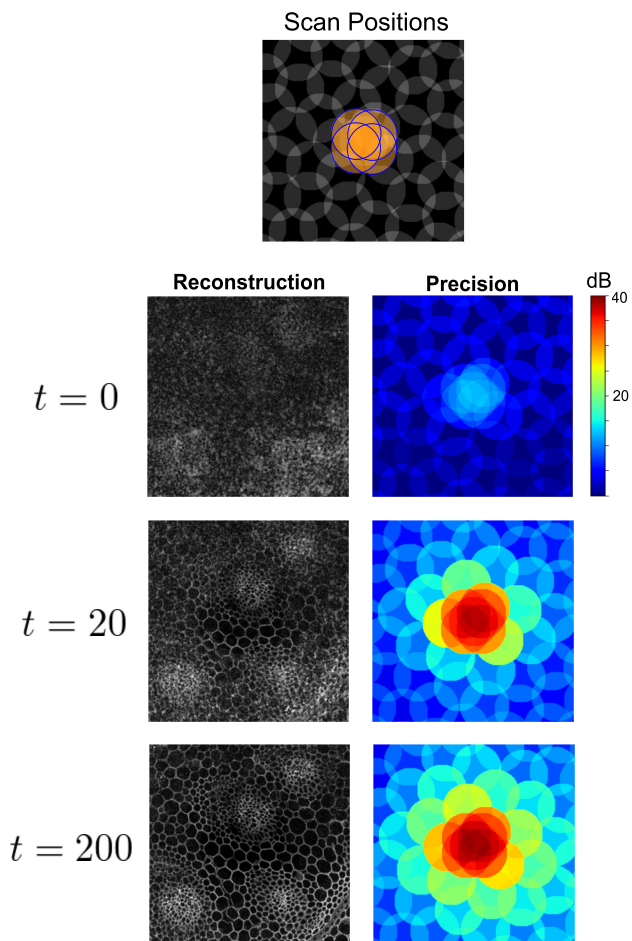 Scan Positions
Reconstruction Precision dB
40
t = 0
20
t = 20
t = 200